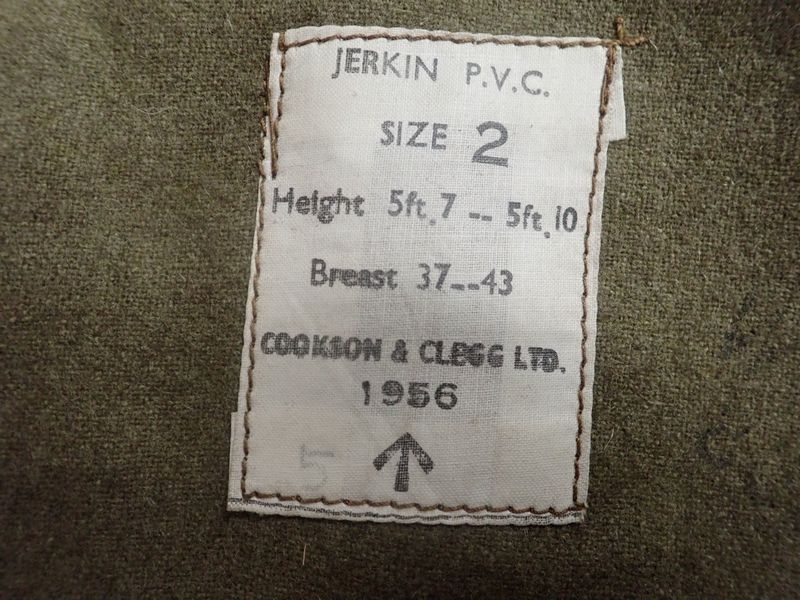 JERKIN P.V.C.
SIZE 2
Height 5ft.7 -- 5ft.10
Breast 37--43
COOKSON & CLEGG LTD.
1956
5